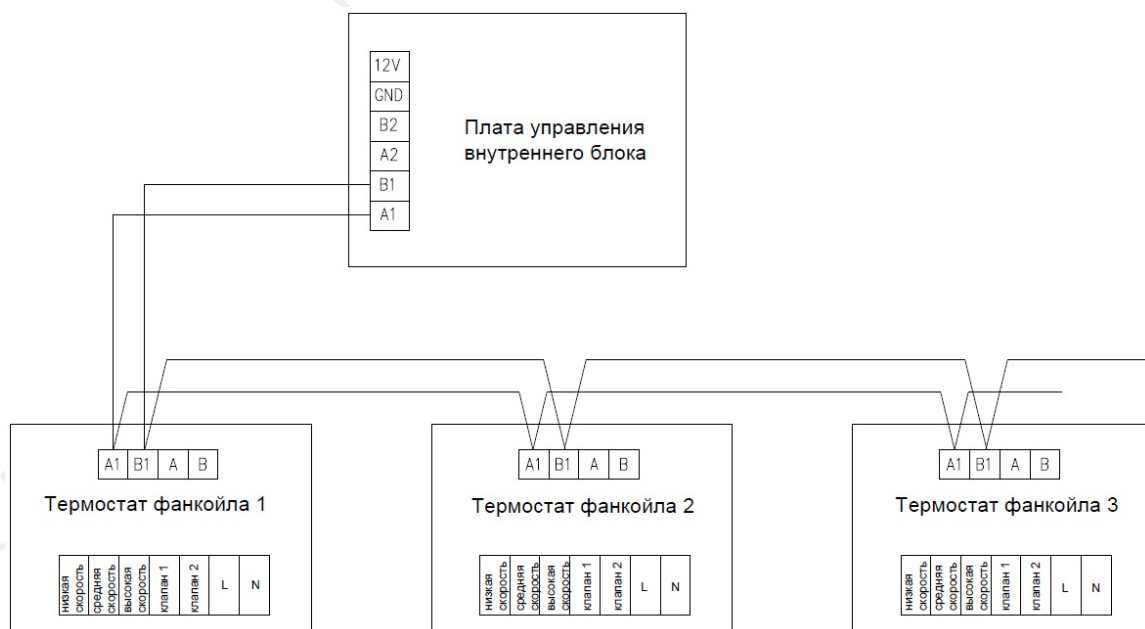 12V
GND
B2
A2
B1
A1
Плата управления
внутреннего блока
A1 B1 A B
Термостат фанкойла 1
низкая
скорость
средняя
скорость
высокая
скорость
клапан 1
клапан 2
L
N
A1 B1 A B
Термостат фанкойла 2
низкая
скорость
средняя
скорость
высокая
скорость
клапан 1
клапан 2
L
N
A1 B1 A B
Термостат фанкойла 3
низкая
скорость
средняя
скорость
высокая
скорость
клапан 1
клапан 2
L
N